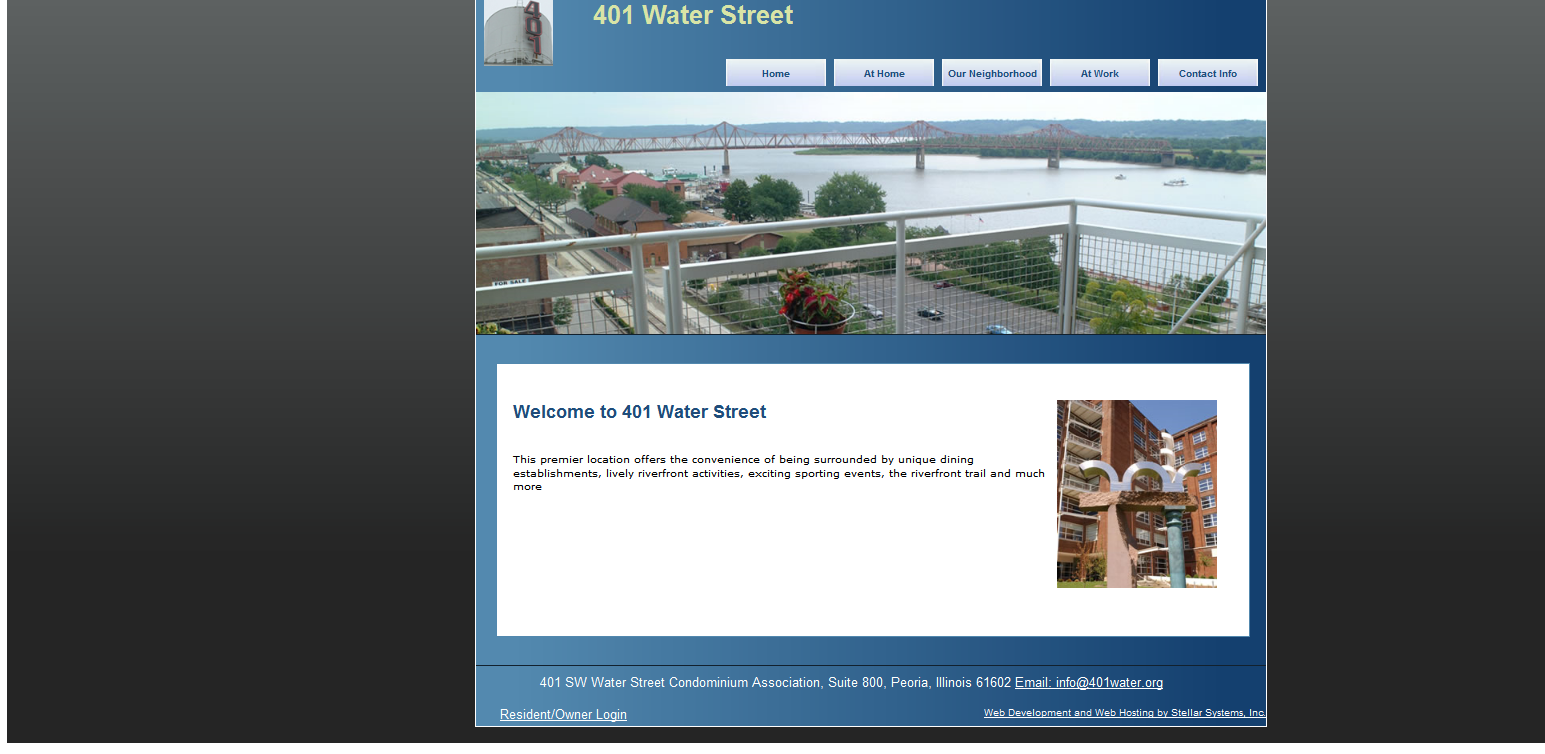 401
401 Water Street
Home
At Home
Our Neighborhood
At Work
Contact Info
FOR SALE
Welcome to 401 Water Street
This premier location offers the convenience of being surrounded by unique dining
establishments, lively riverfront activities, exciting sporting events, the riverfront trail and much
more
401 SW Water Street Condominium Association, Suite 800, Peoria, Illinois 61602 Email: info@401water.org
Resident/Owner Login
Web Development and Web Hosting by Stellar Systems, Inc.